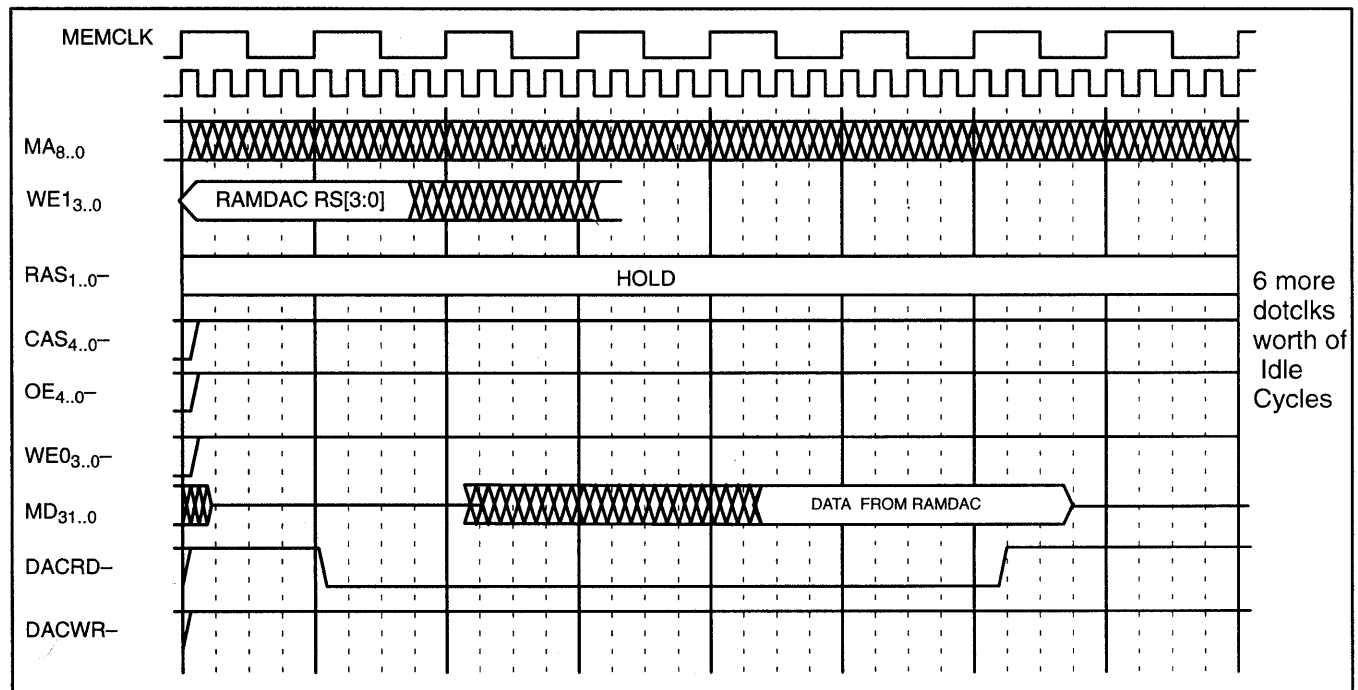 MEMCLK
MA8..0
WE13..0
RAMDAC RS[3:0]
RAS1..0–
HOLD
CAS4..0–
OE4..0–
WE03..0–
MD31..0
DATA FROM RAMDAC
DACRD–
DACWR–
6 more
dotclks
worth of
Idle
Cycles